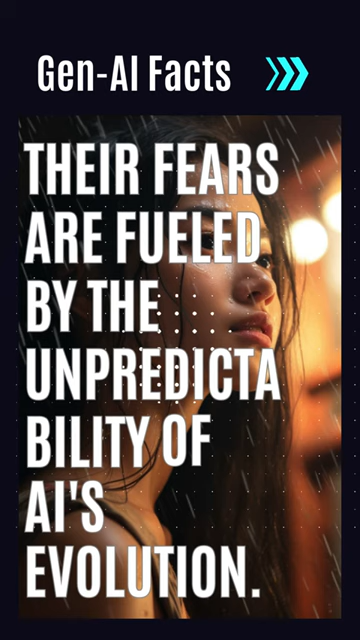 Gen-AI Facts
THEIR FEARS
ARE FUELED
BY THE
UNPREDICTA
BILITY OF
AI'S
EVOLUTION.